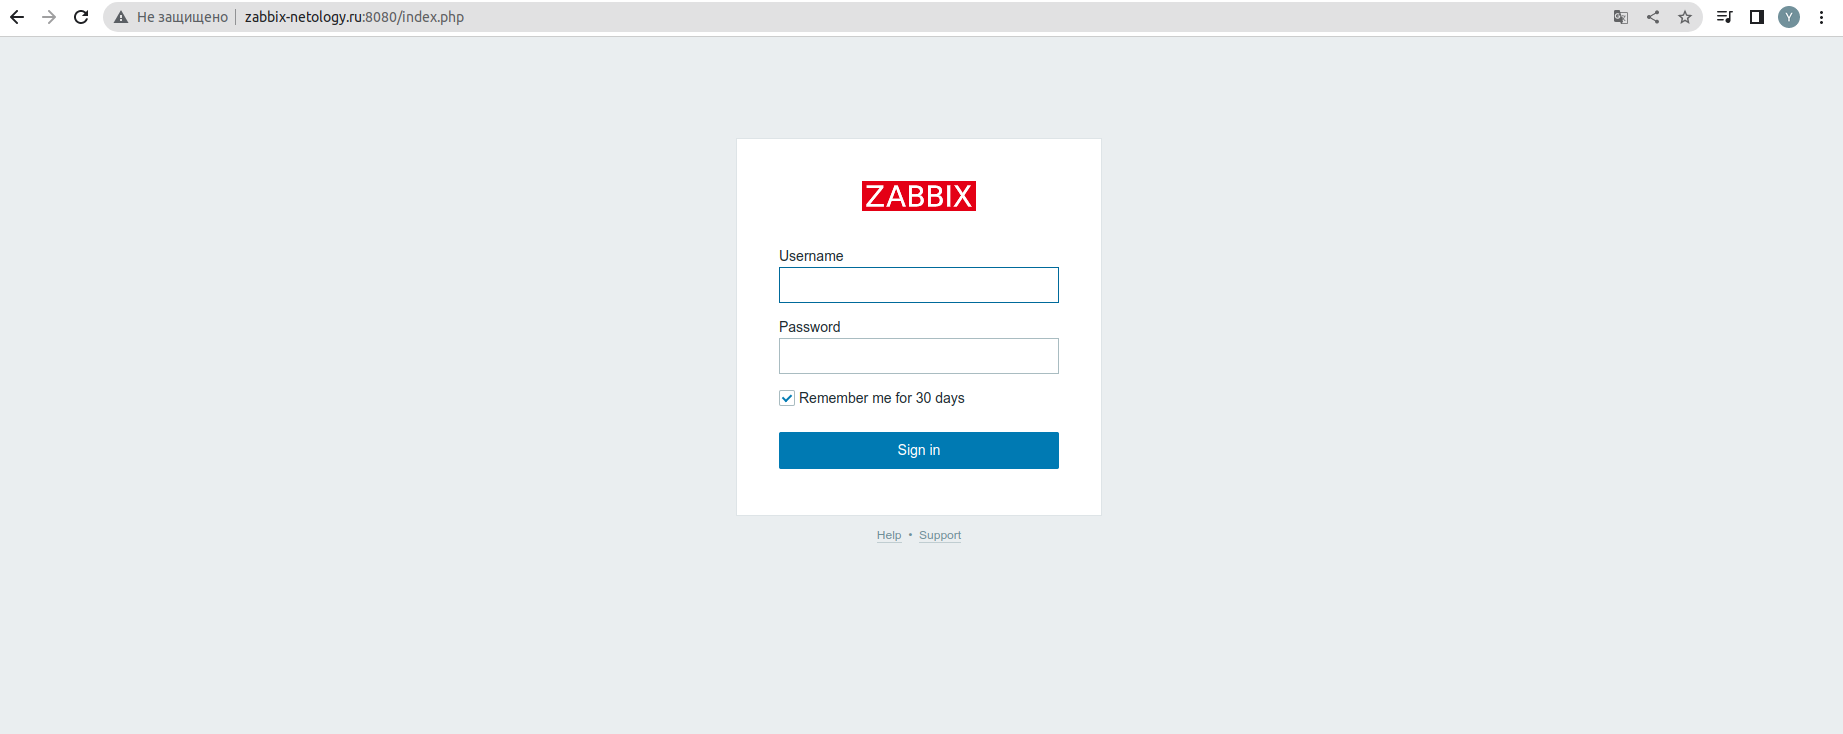 Не защищено zabbix-netology.ru:8080/index.php Y
ZABBIX
Username
Password
Remember me for 30 days
Sign in
Help • Support